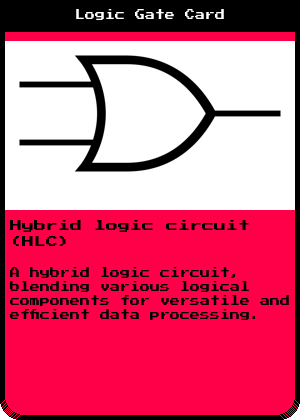 Logic Gate Card
Hybrid logic circuit
(HLC)
A hybrid logic circuit,
blending various logical
components for versatile and
efficient data processing.